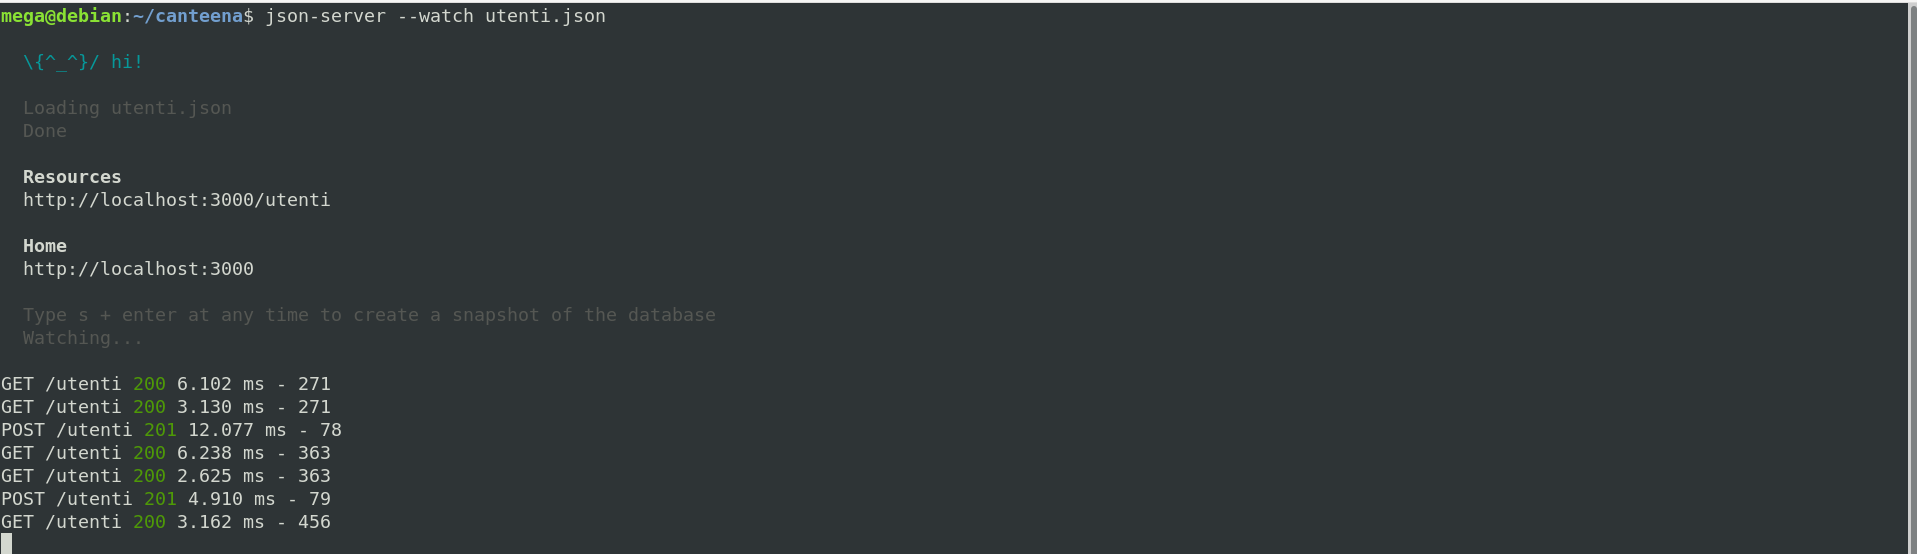 mega@debian:~/canteena$ json-server --watch utenti.json
\{^_^}/ hi!
Loading utenti.json
Done
Resources
http://localhost:3000/utenti
Home
http://localhost:3000
Type s + enter at any time to create a snapshot of the database
Watching...
GET /utenti 200 6.102 ms - 271
GET /utenti 200 3.130 ms - 271
POST /utenti 201 12.077 ms - 78
GET /utenti 200 6.238 ms - 363
GET /utenti 200 2.625 ms - 363
POST /utenti 201 4.910 ms - 79
GET /utenti 200 3.162 ms - 456